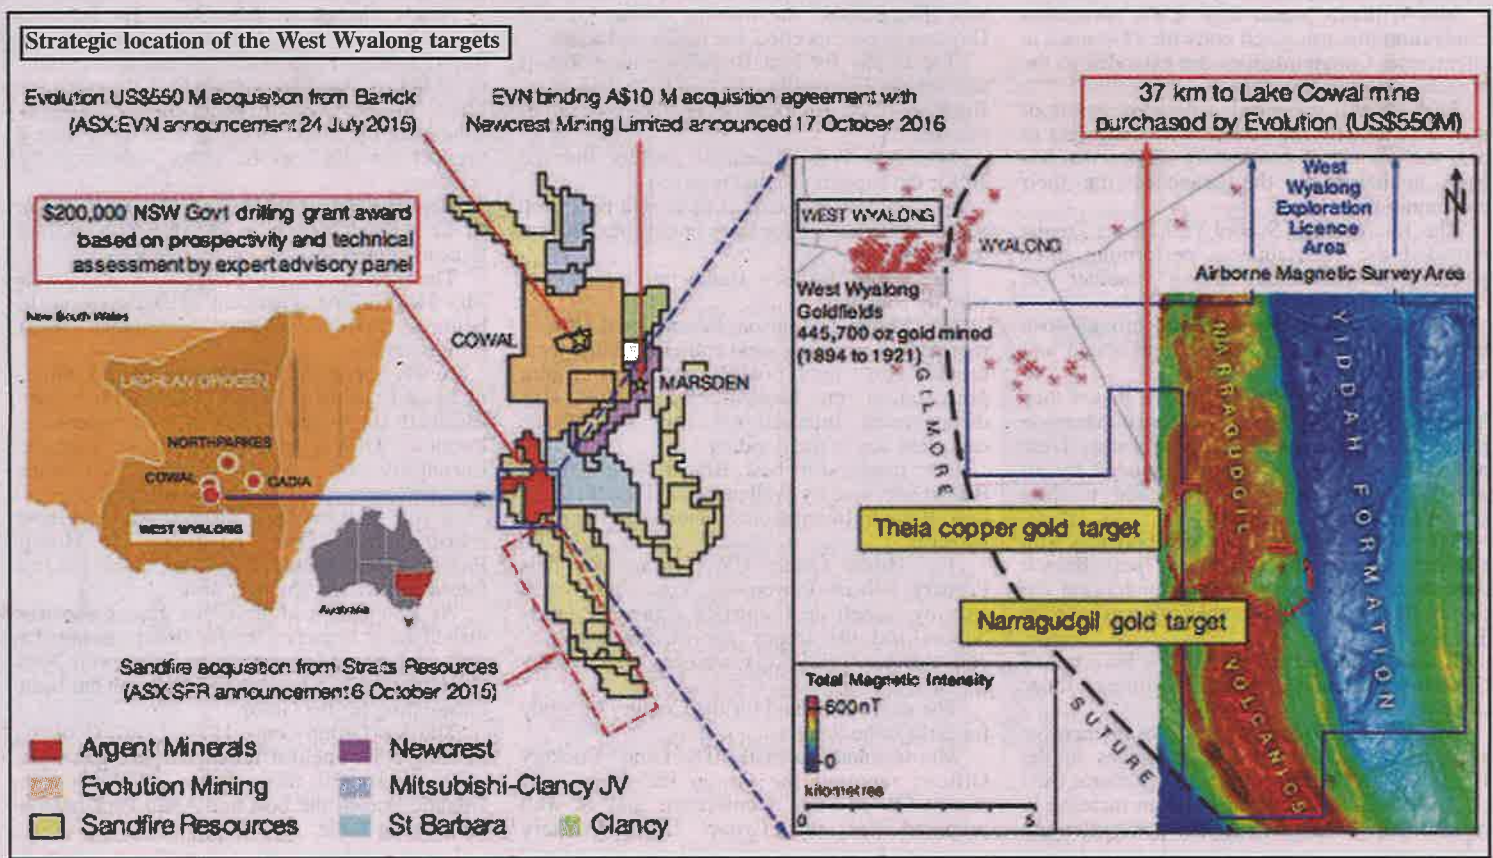 Strategic location of the West Wyalong targets
Evolution US$550 M acquisition from Barrick
(ASX:EVN announcement 24 July 2015)
EVN binding A$10 M acquisition agreement with
Newcrest Mining Limited announced 17 October 2016
37 km to Lake Cowal mine
purchased by Evolution (US$550M)
$200,000 NSW Govt drilling grant award
based on prospectivity and technical
assessment by expert advisory panel
New South Wales
LACHLAN OROGEN
NORTHPARKES
COWAL
CADIA
WEST WYALONG
Australia
COWAL
MARSDEN
Sandfire acquisition from Straits Resources
(ASX:SFR announcement 6 October 2015)
Argent Minerals
Evolution Mining
Sandfire Resources
Newcrest
Mitsubishi-Clancy JV
St Barbara
Clancy
WEST WYALONG
WYALONG
West Wyalong
Goldfields
445,700 oz gold mined
(1894 to 1921)
West
Wyalong
Exploration
Licence
Area
N
Airborne Magnetic Survey Area
GILMORE
SUTURE
NARRAGUDGIL
VOLCANICS
YIDDAH FORMATION
Theia copper gold target
Narragudgil gold target
Total Magnetic Intensity
600nT
0
kilometres
0
5